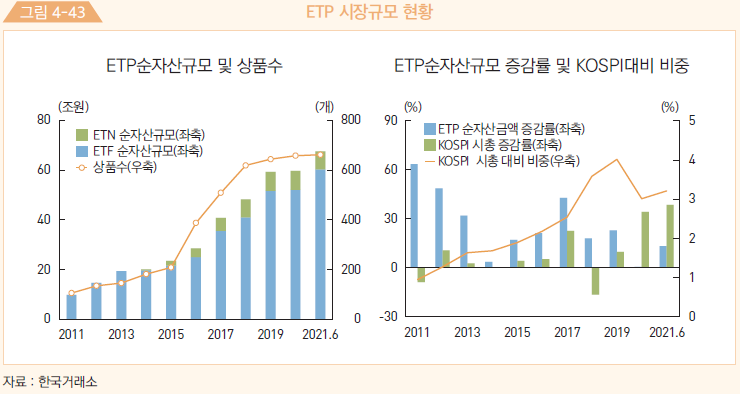 그림 4-43
ETP 시장규모 현황
ETP순자산규모 및 상품수
(조원)
(개)
ETN 순자산규모(좌축)
ETF 순자산규모(좌축)
상품수(우축)
80
60
40
20
0
800
600
400
200
0
2011 2013 2015 2017 2019 2021.6
ETP순자산규모 증감률 및 KOSPI대비 비중
(%)
(%)
ETP 순자산금액 증감률(좌축)
KOSPI 시총 증감률(좌축)
KOSPI 시총 대비 비중(우축)
90
60
30
0
-30
5
4
3
2
1
0
2011 2013 2015 2017 2019 2021.6
자료 : 한국거래소